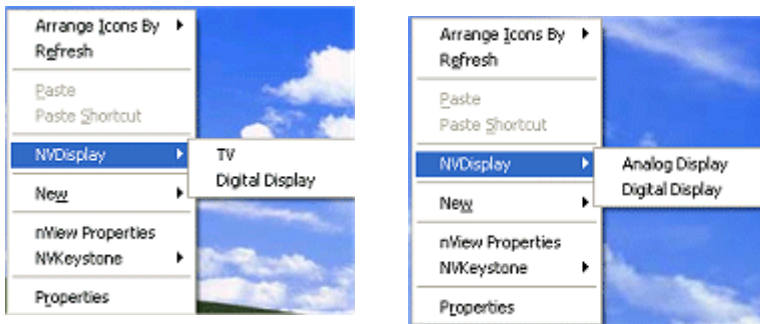 Arrange Icons By
Refresh
Paste
Paste Shortcut
NVDisplay
TV
Digital Display
New
nView Properties
NVKeystone
Properties
Arrange Icons By
Refresh
Paste
Paste Shortcut
NVDisplay
Analog Display
Digital Display
New
nView Properties
NVKeystone
Properties